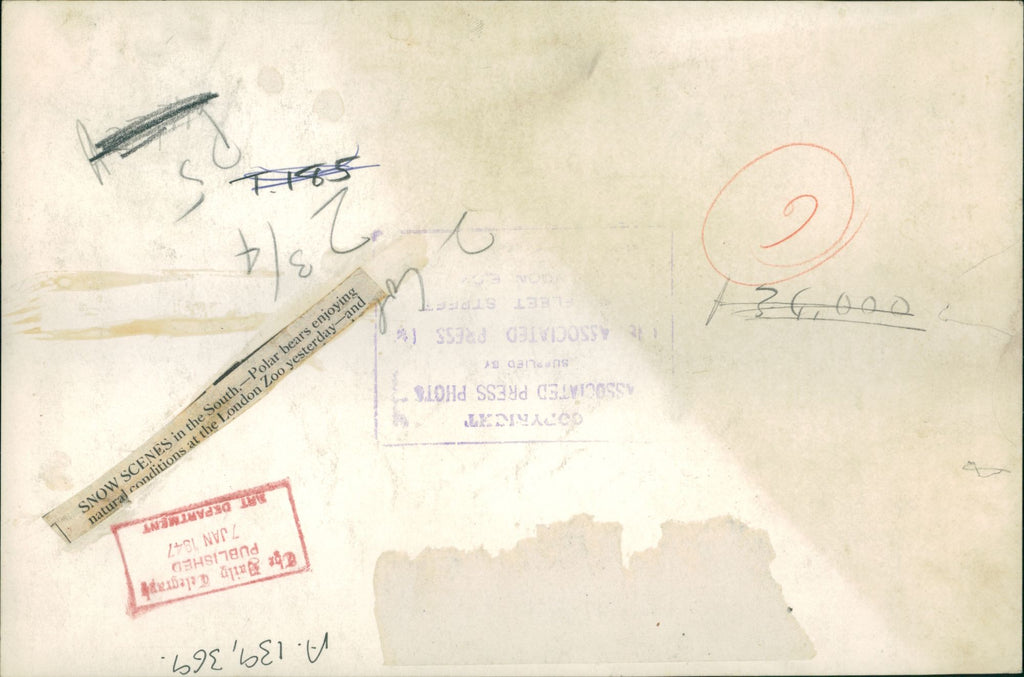 T.185
2 3/4
36,000
SNOW SCENES in the South.—Polar bears enjoying
natural conditions at the London Zoo yesterday—and
COPYRIGHT
ASSOCIATED PRESS PHOTO
SUPPLIED BY
ASSOCIATED PRESS
FLEET STREET
The Daily Telegraph
PUBLISHED
7 JAN 1947
ART DEPARTMENT
A. 139,369.